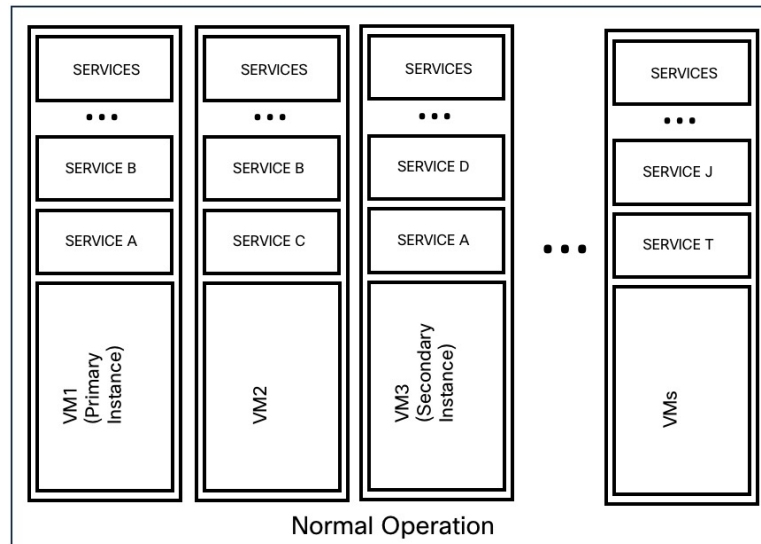 SERVICES
...
SERVICE B
SERVICE A
VM1
(Primary
Instance)
SERVICES
...
SERVICE B
SERVICE C
VM2
SERVICES
...
SERVICE D
SERVICE A
VM3
(Secondary
Instance)
...
SERVICES
...
SERVICE J
SERVICE T
VMs
Normal Operation